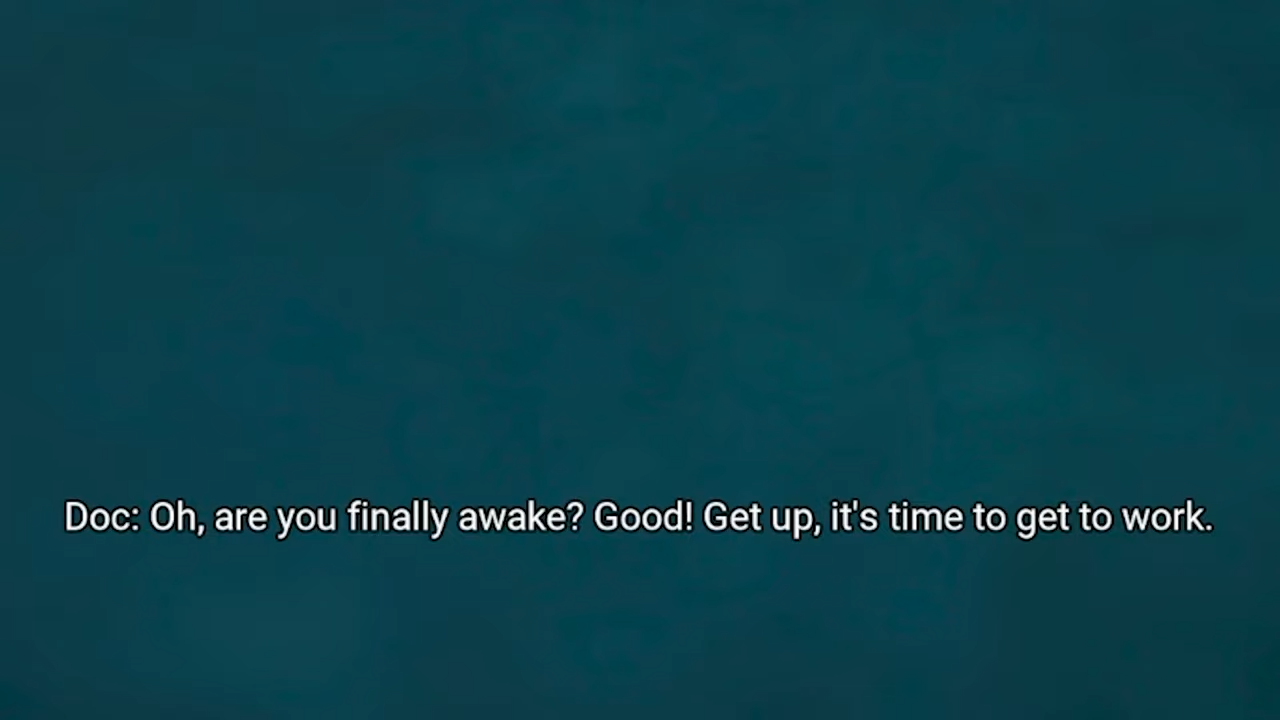 Doc: Oh, are you finally awake? Good! Get up, it's time to get to work.